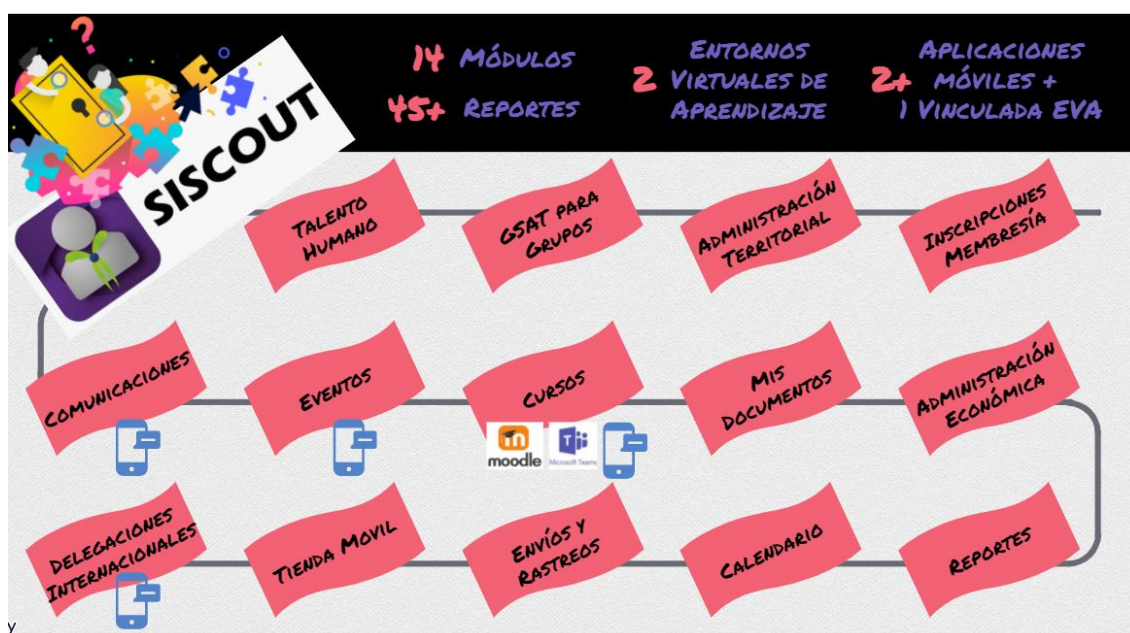 ?
SISCOUT
14 MÓDULOS
45+ REPORTES
2 ENTORNOS
VIRTUALES DE
APRENDIZAJE
2+ APLICACIONES
MÓVILES +
1 VINCULADA EVA
TALENTO
HUMANO
GSAT PARA
GRUPOS
ADMINISTRACIÓN
TERRITORIAL
INSCRIPCIONES
MEMBRESÍA
COMUNICACIONES
EVENTOS
CURSOS
moodle
Microsoft Teams
MIS
DOCUMENTOS
ADMINISTRACIÓN
ECONÓMICA
DELEGACIONES
INTERNACIONALES
TIENDA MOVIL
ENVÍOS Y
RASTREOS
CALENDARIO
REPORTES
y